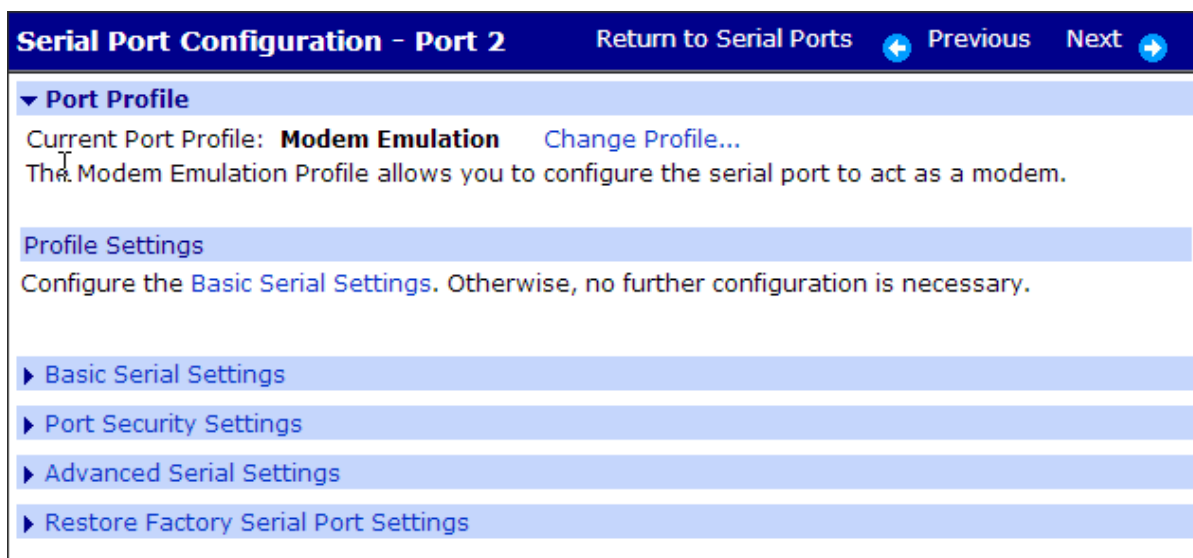 Serial Port Configuration - Port 2 Return to Serial Ports Previous Next
Port Profile
Current Port Profile: Modem Emulation Change Profile...
The Modem Emulation Profile allows you to configure the serial port to act as a modem.
Profile Settings
Configure the Basic Serial Settings. Otherwise, no further configuration is necessary.
Basic Serial Settings
Port Security Settings
Advanced Serial Settings
Restore Factory Serial Port Settings